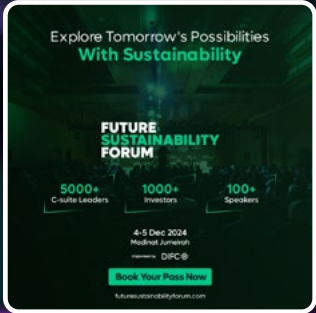 Explore Tomorrow's Possibilities
With Sustainability
FUTURE
SUSTAINABILITY
FORUM
5000+ 1000+ 100+
C-suite Leaders Investors Speakers
4-5 Dec 2024
Madinat Jumeirah
DIFC
Book Your Pass Now
futuresustainabilityforum.com